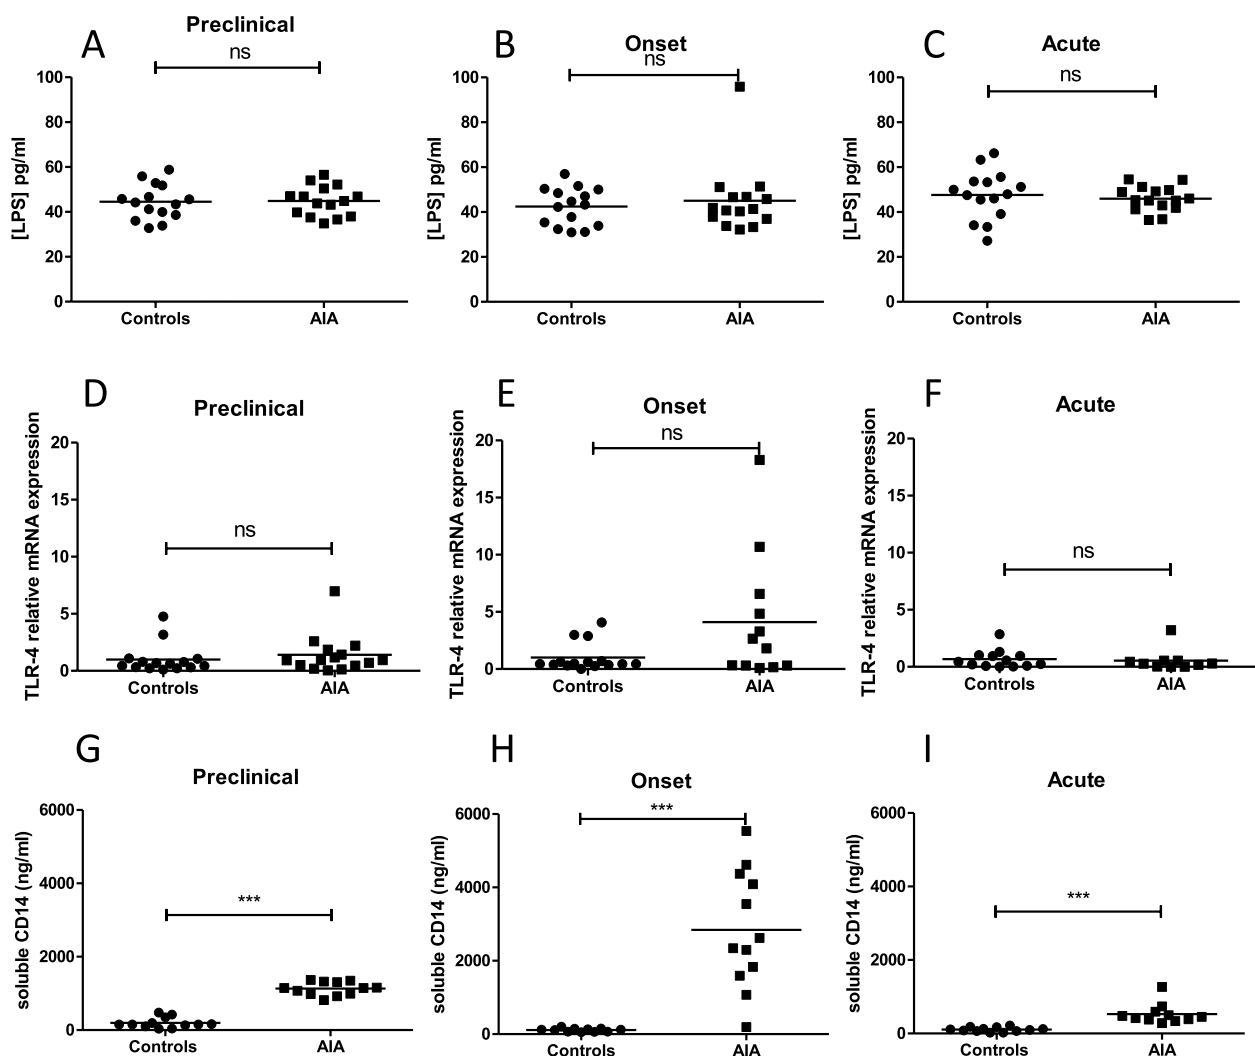 A
Preclinical
ns
100
80
60
40
20
0
[LPS] pg/ml
Controls
AIA
B
Onset
ns
100
80
60
40
20
0
[LPS] pg/ml
Controls
AIA
C
Acute
ns
100
80
60
40
20
0
[LPS] pg/ml
Controls
AIA
D
Preclinical
ns
20
15
10
5
0
TLR-4 relative mRNA expression
Controls
AIA
E
Onset
ns
20
15
10
5
0
TLR-4 relative mRNA expression
Controls
AIA
F
Acute
ns
20
15
10
5
0
TLR-4 relative mRNA expression
Controls
AIA
G
Preclinical
***
6000
4000
2000
0
soluble CD14 (ng/ml)
Controls
AIA
H
Onset
***
6000
4000
2000
0
soluble CD14 (ng/ml)
Controls
AIA
I
Acute
***
6000
4000
2000
0
soluble CD14 (ng/ml)
Controls
AIA